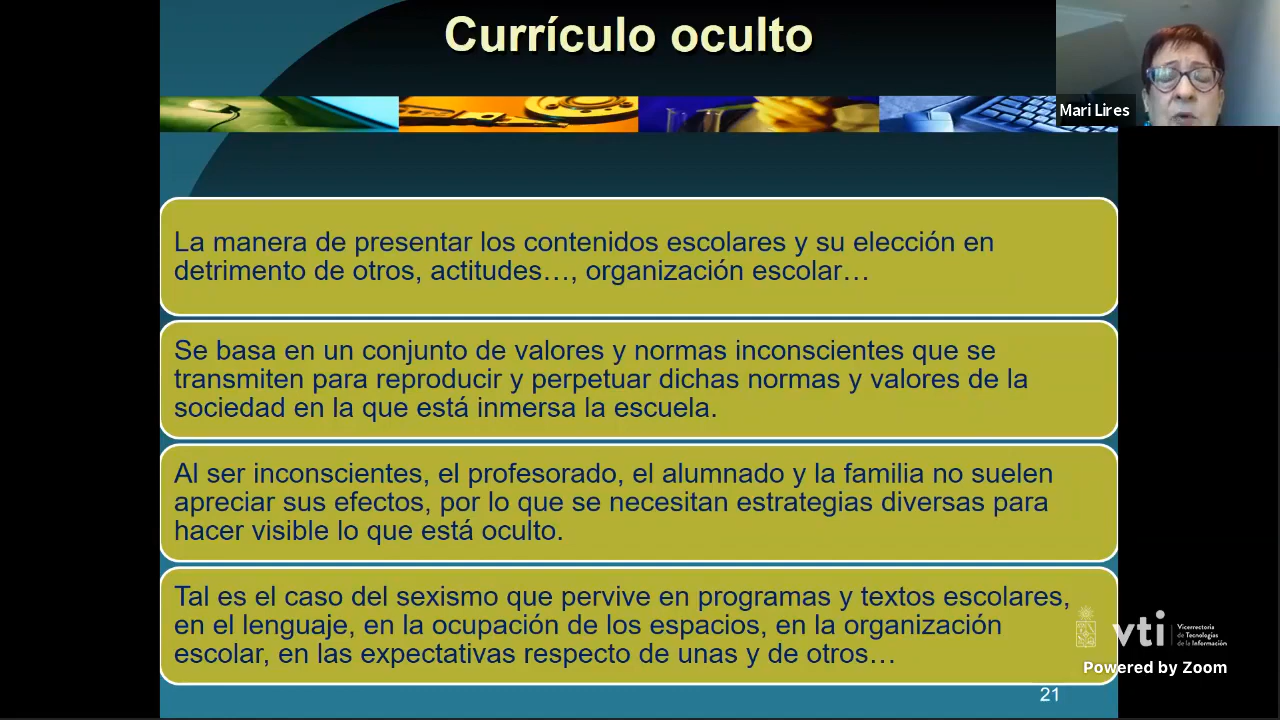 Currículo oculto
Mari Lires
La manera de presentar los contenidos escolares y su elección en
detrimento de otros, actitudes…, organización escolar…
Se basa en un conjunto de valores y normas inconscientes que se
transmiten para reproducir y perpetuar dichas normas y valores de la
sociedad en la que está inmersa la escuela.
Al ser inconscientes, el profesorado, el alumnado y la familia no suelen
apreciar sus efectos, por lo que se necesitan estrategias diversas para
hacer visible lo que está oculto.
Tal es el caso del sexismo que pervive en programas y textos escolares,
en el lenguaje, en la ocupación de los espacios, en la organización
escolar, en las expectativas respecto de unas y de otros…
vti
Vicerrectoría
de Tecnologías
de la Información
Powered by Zoom
21